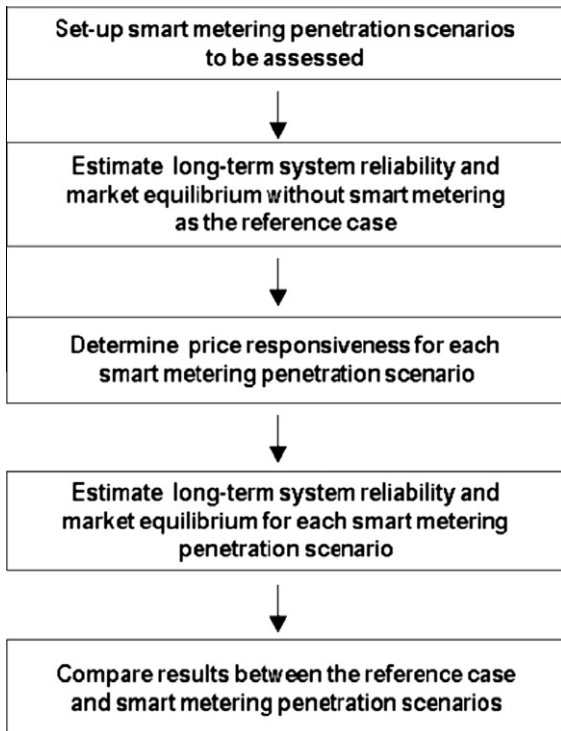 Set-up smart metering penetration scenarios
to be assessed
Estimate long-term system reliability and
market equilibrium without smart metering
as the reference case
Determine price responsiveness for each
smart metering penetration scenario
Estimate long-term system reliability and
market equilibrium for each smart metering
penetration scenario
Compare results between the reference case
and smart metering penetration scenarios